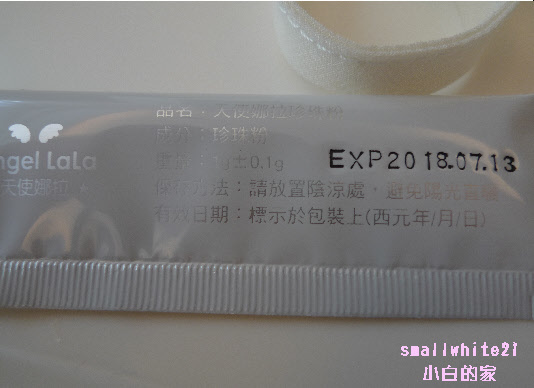 品名：天使娜拉珍珠粉
成分：珍珠粉
重量：1g±0.1g
EXP2018.07.13
保存方法：請放置陰涼處，避免陽光直曬
有效日期：標示於包裝上(西元年/月/日)
ngel LaLa
天使娜拉
smallwhite21
小白的家